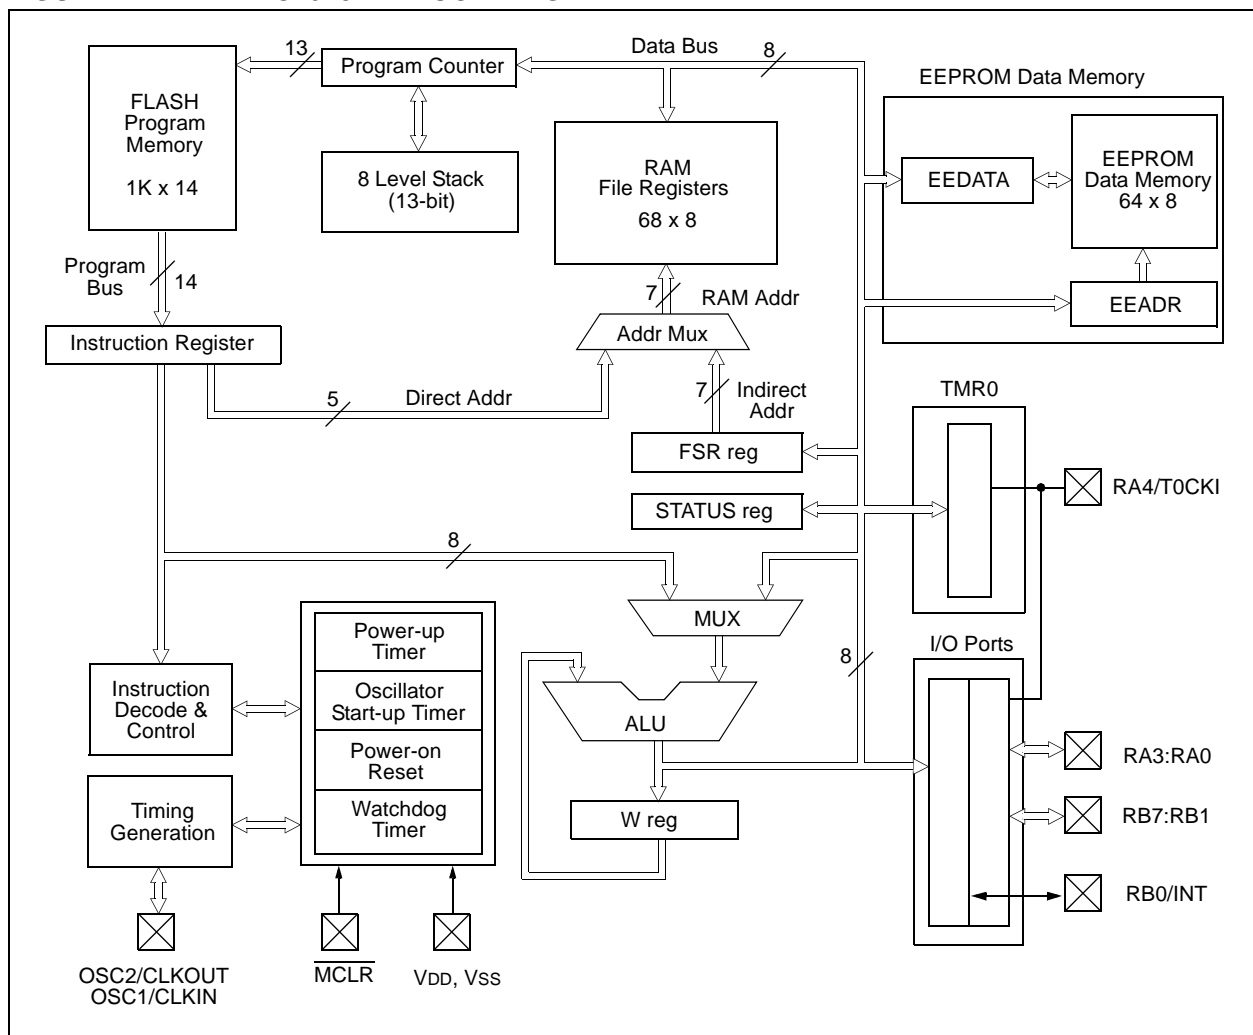 13
Program Counter
Data Bus
8
EEPROM Data Memory
FLASH
Program
Memory
1K x 14
8 Level Stack
(13-bit)
RAM
File Registers
68 x 8
EEDATA
EEPROM
Data Memory
64 x 8
EEADR
Program
Bus
14
7
RAM Addr
Addr Mux
Instruction Register
5
Direct Addr
7
Indirect
Addr
FSR reg
STATUS reg
TMR0
RA4/T0CKI
8
MUX
Power-up
Timer
Oscillator
Start-up Timer
Power-on
Reset
Watchdog
Timer
Instruction
Decode &
Control
Timing
Generation
ALU
W reg
8
I/O Ports
RA3:RA0
RB7:RB1
RB0/INT
OSC2/CLKOUT
OSC1/CLKIN
MCLR
VDD, VSS